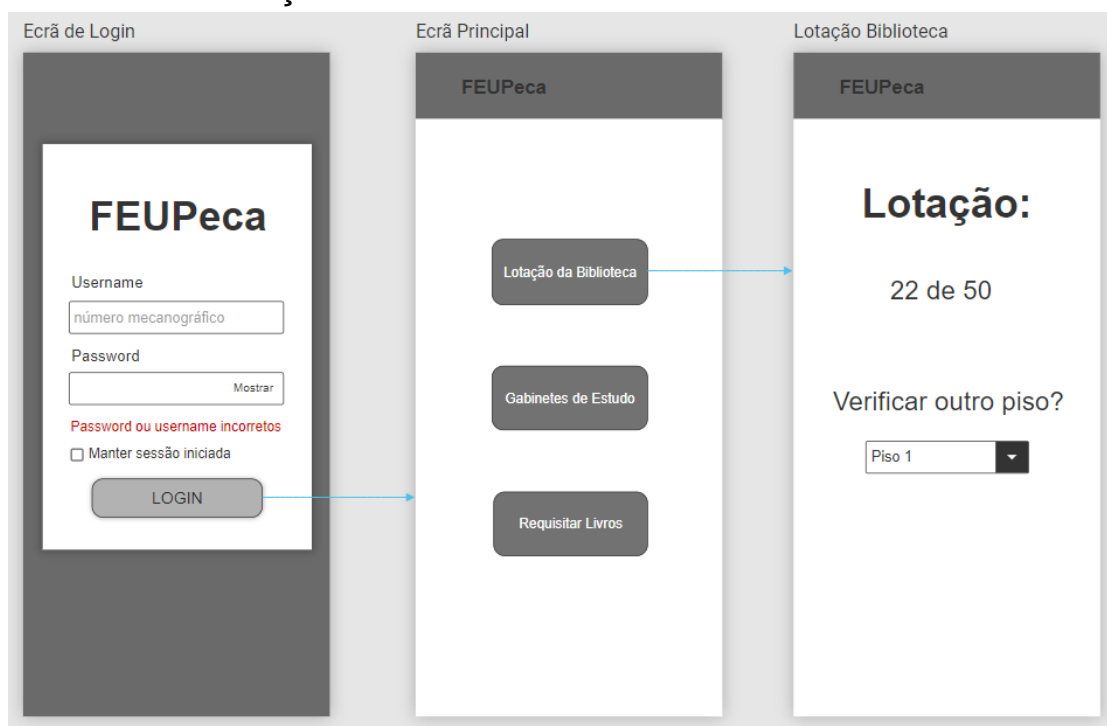 Ecrã de Login
FEUPeca
Username
número mecanográfico
Password
Mostrar
Password ou username incorretos
Manter sessão iniciada
LOGIN
Ecrã Principal
FEUPeca
Lotação da Biblioteca
Gabinetes de Estudo
Requisitar Livros
Lotação Biblioteca
FEUPeca
Lotação:
22 de 50
Verificar outro piso?
Piso 1